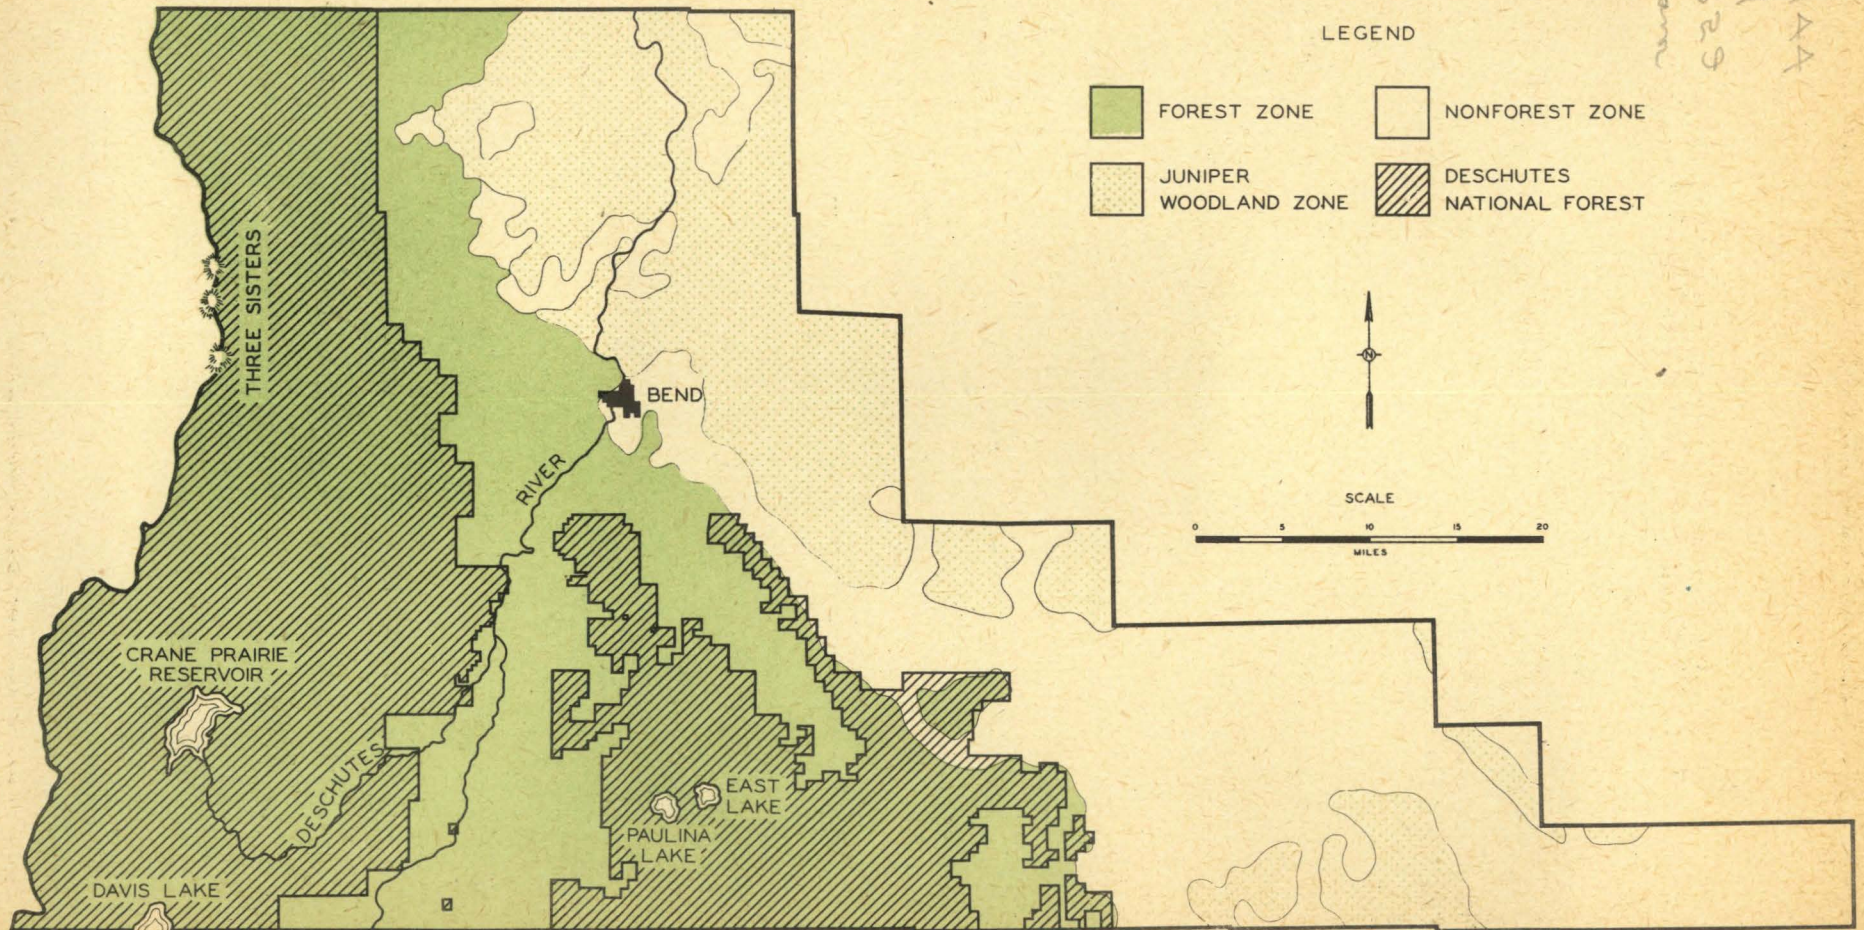 LEGEND
FOREST ZONE
NONFOREST ZONE
JUNIPER
WOODLAND ZONE
DESCHUTES
NATIONAL FOREST
THREE SISTERS
BEND
RIVER
N
SCALE
0 5 10 15 20
MILES
CRANE PRAIRIE
RESERVOIR
DESCHUTES
EAST
LAKE
PAULINA
LAKE
DAVIS LAKE